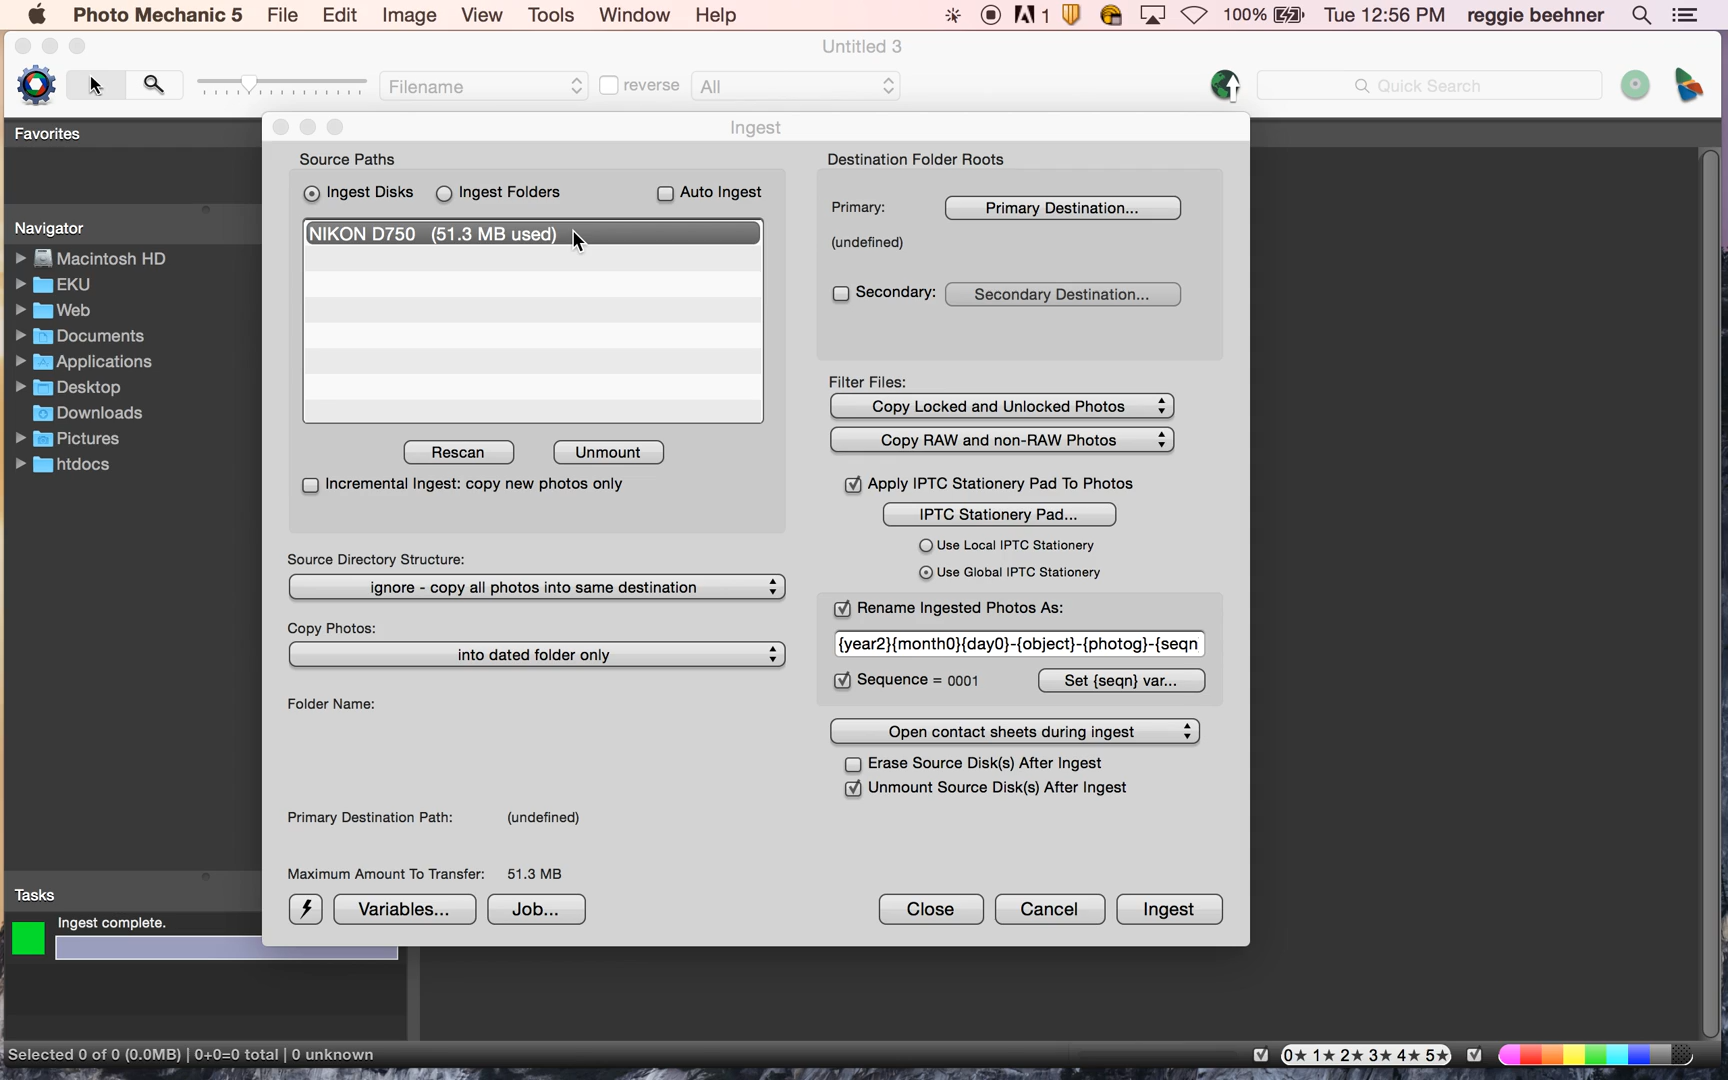 Photo Mechanic 5 File Edit Image View Tools Window Help 1 100% Tue 12:56 PM reggie beehner
Untitled 3
Filename reverse All Quick Search
Favorites
Navigator
Macintosh HD
EKU
Web
Documents
Applications
Desktop
Downloads
Pictures
htdocs
Tasks
Ingest complete.
Ingest
Source Paths
Ingest Disks Ingest Folders Auto Ingest
NIKON D750 (51.3 MB used)
Rescan Unmount
Incremental Ingest: copy new photos only
Source Directory Structure:
ignore - copy all photos into same destination
Copy Photos:
into dated folder only
Folder Name:
Primary Destination Path: (undefined)
Maximum Amount To Transfer: 51.3 MB
Variables... Job...
Destination Folder Roots
Primary: Primary Destination...
(undefined)
Secondary: Secondary Destination...
Filter Files:
Copy Locked and Unlocked Photos
Copy RAW and non-RAW Photos
Apply IPTC Stationery Pad To Photos
IPTC Stationery Pad...
Use Local IPTC Stationery
Use Global IPTC Stationery
Rename Ingested Photos As:
{year2}{month0}{day0}-{object}-{photog}-{seqn
Sequence = 0001 Set {seqn} var...
Open contact sheets during ingest
Erase Source Disk(s) After Ingest
Unmount Source Disk(s) After Ingest
Close Cancel Ingest
Selected 0 of 0 (0.0MB) | 0+0=0 total | 0 unknown 0★ 1★ 2★ 3★ 4★ 5★